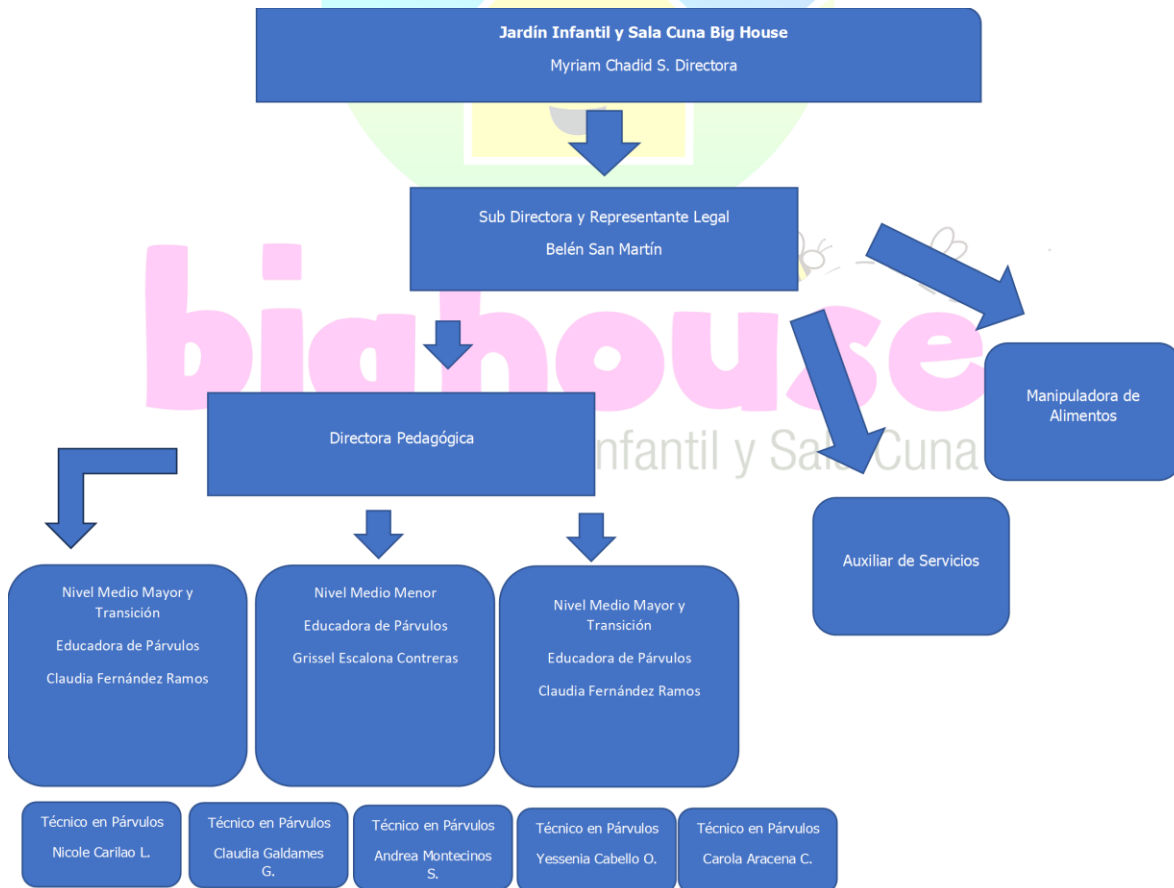 Jardín Infantil y Sala Cuna Big House
Myriam Chadid S. Directora
Sub Directora y Representante Legal
Belén San Martín
bighouse
Directora Pedagógica
nfantil y Sala Cuna
Manipuladora de
Alimentos
Auxiliar de Servicios
Nivel Medio Mayor y
Transición
Educadora de Párvulos
Claudia Fernández Ramos
Nivel Medio Menor
Educadora de Párvulos
Grissel Escalona Contreras
Nivel Medio Mayor y
Transición
Educadora de Párvulos
Claudia Fernández Ramos
Técnico en Párvulos
Nicole Carilao L.
Técnico en Párvulos
Claudia Galdames
G.
Técnico en Párvulos
Andrea Montecinos
S.
Técnico en Párvulos
Yessenia Cabello O.
Técnico en Párvulos
Carola Aracena C.